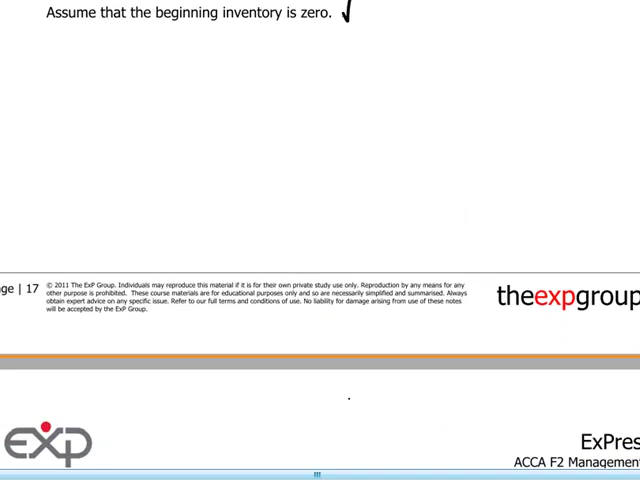 Assume that the beginning inventory is zero.
ge | 17
© 2011 The ExP Group. Individuals may reproduce this material if it is for their own private study use only. Reproduction by any means for any
other purpose is prohibited. These course materials are for educational purposes only and so are necessarily simplified and summarised. Always
obtain expert advice on any specific issue. Refer to our full terms and conditions of use. No liability for damage arising from use of these notes
will be accepted by the ExP Group.
theexpgroup
exp
ExPres
ACCA F2 Management